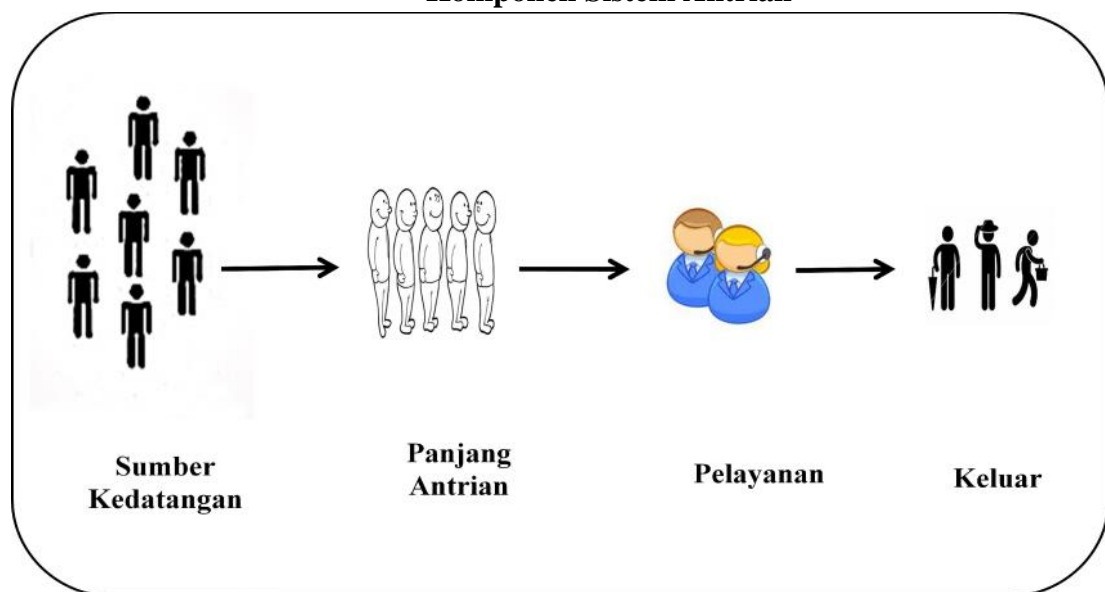 Komponen Sistem Antrian
Sumber
Kedatangan
Panjang
Antrian
Pelayanan
Keluar